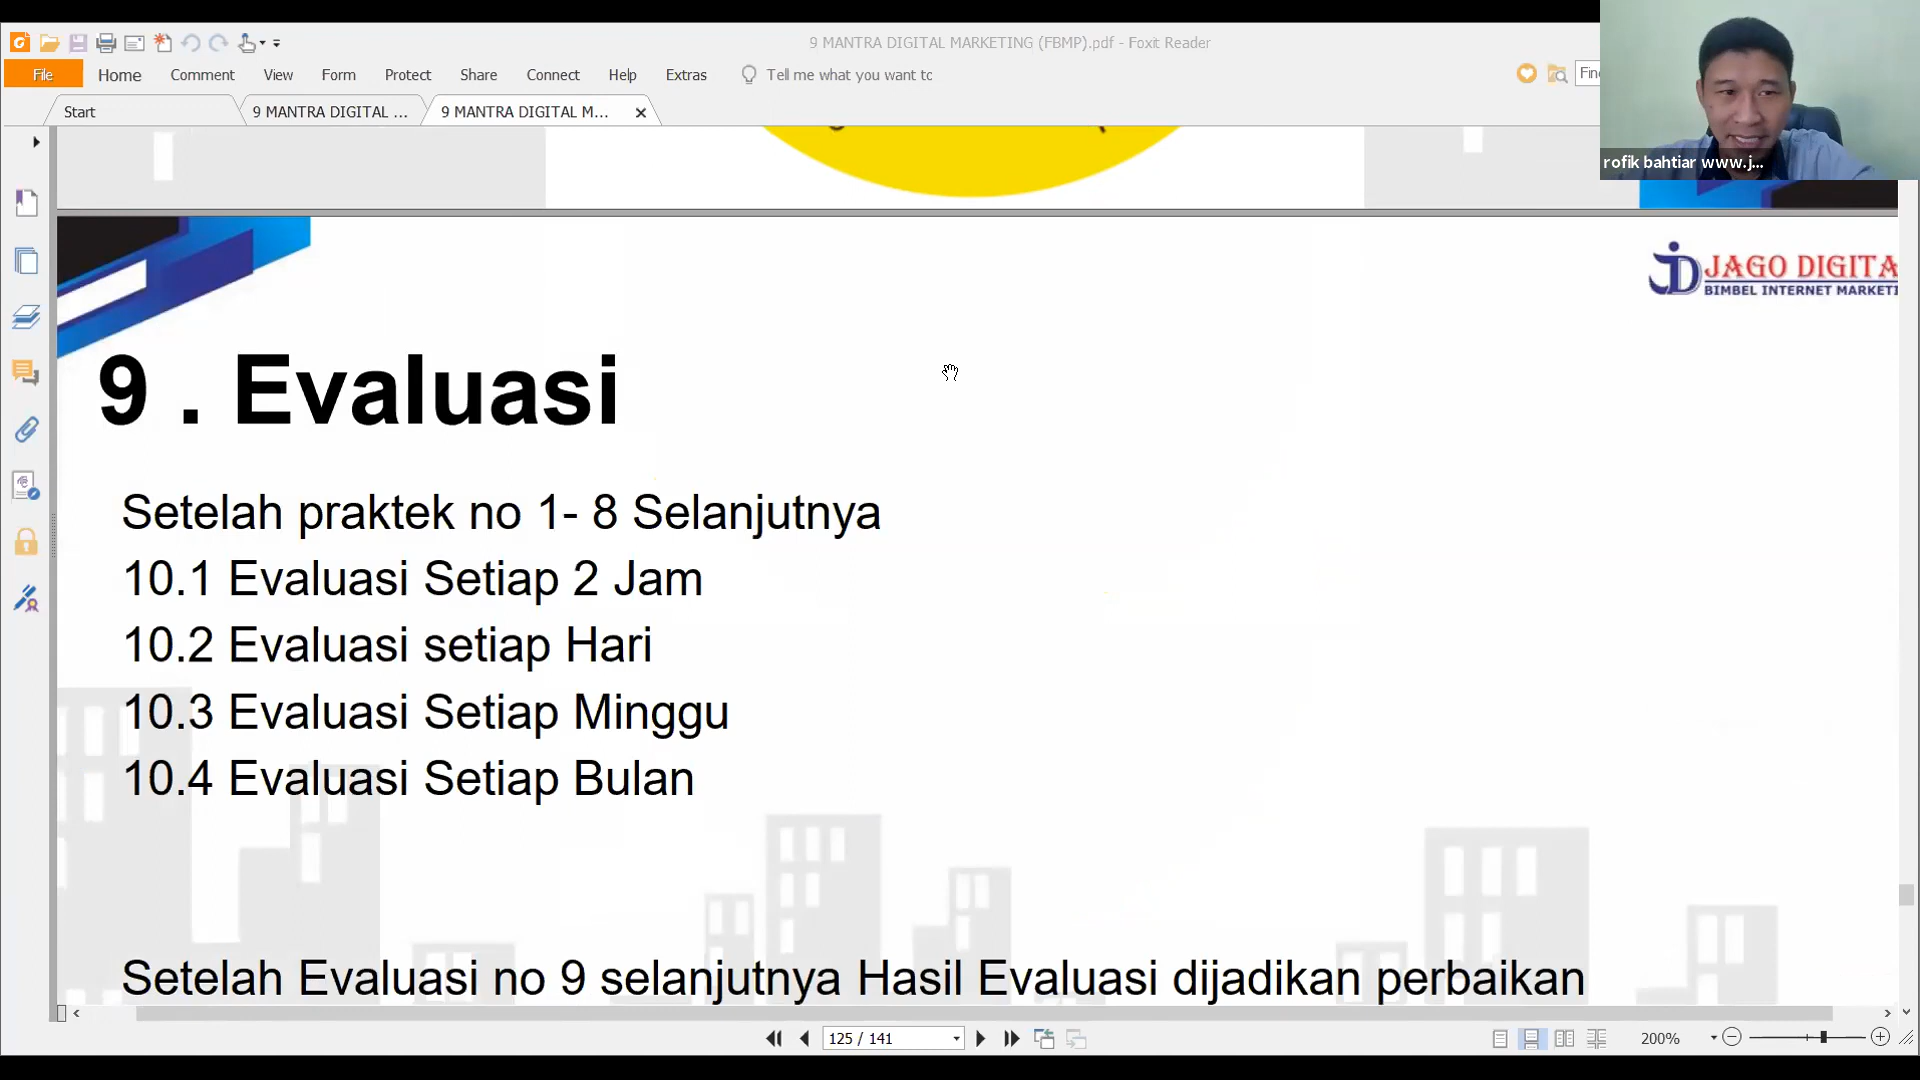 9 MANTRA DIGITAL MARKETING (FBMP).pdf - Foxit Reader
File Home Comment View Form Protect Share Connect Help Extras Tell me what you want to
rofik bahtiar www.j...
Start 9 MANTRA DIGITAL ... 9 MANTRA DIGITAL M...
JAGO DIGITA
BIMBEL INTERNET MARKETI
9 . Evaluasi
Setelah praktek no 1- 8 Selanjutnya
10.1 Evaluasi Setiap 2 Jam
10.2 Evaluasi setiap Hari
10.3 Evaluasi Setiap Minggu
10.4 Evaluasi Setiap Bulan
Setelah Evaluasi no 9 selanjutnya Hasil Evaluasi dijadikan perbaikan
125 / 141
200%